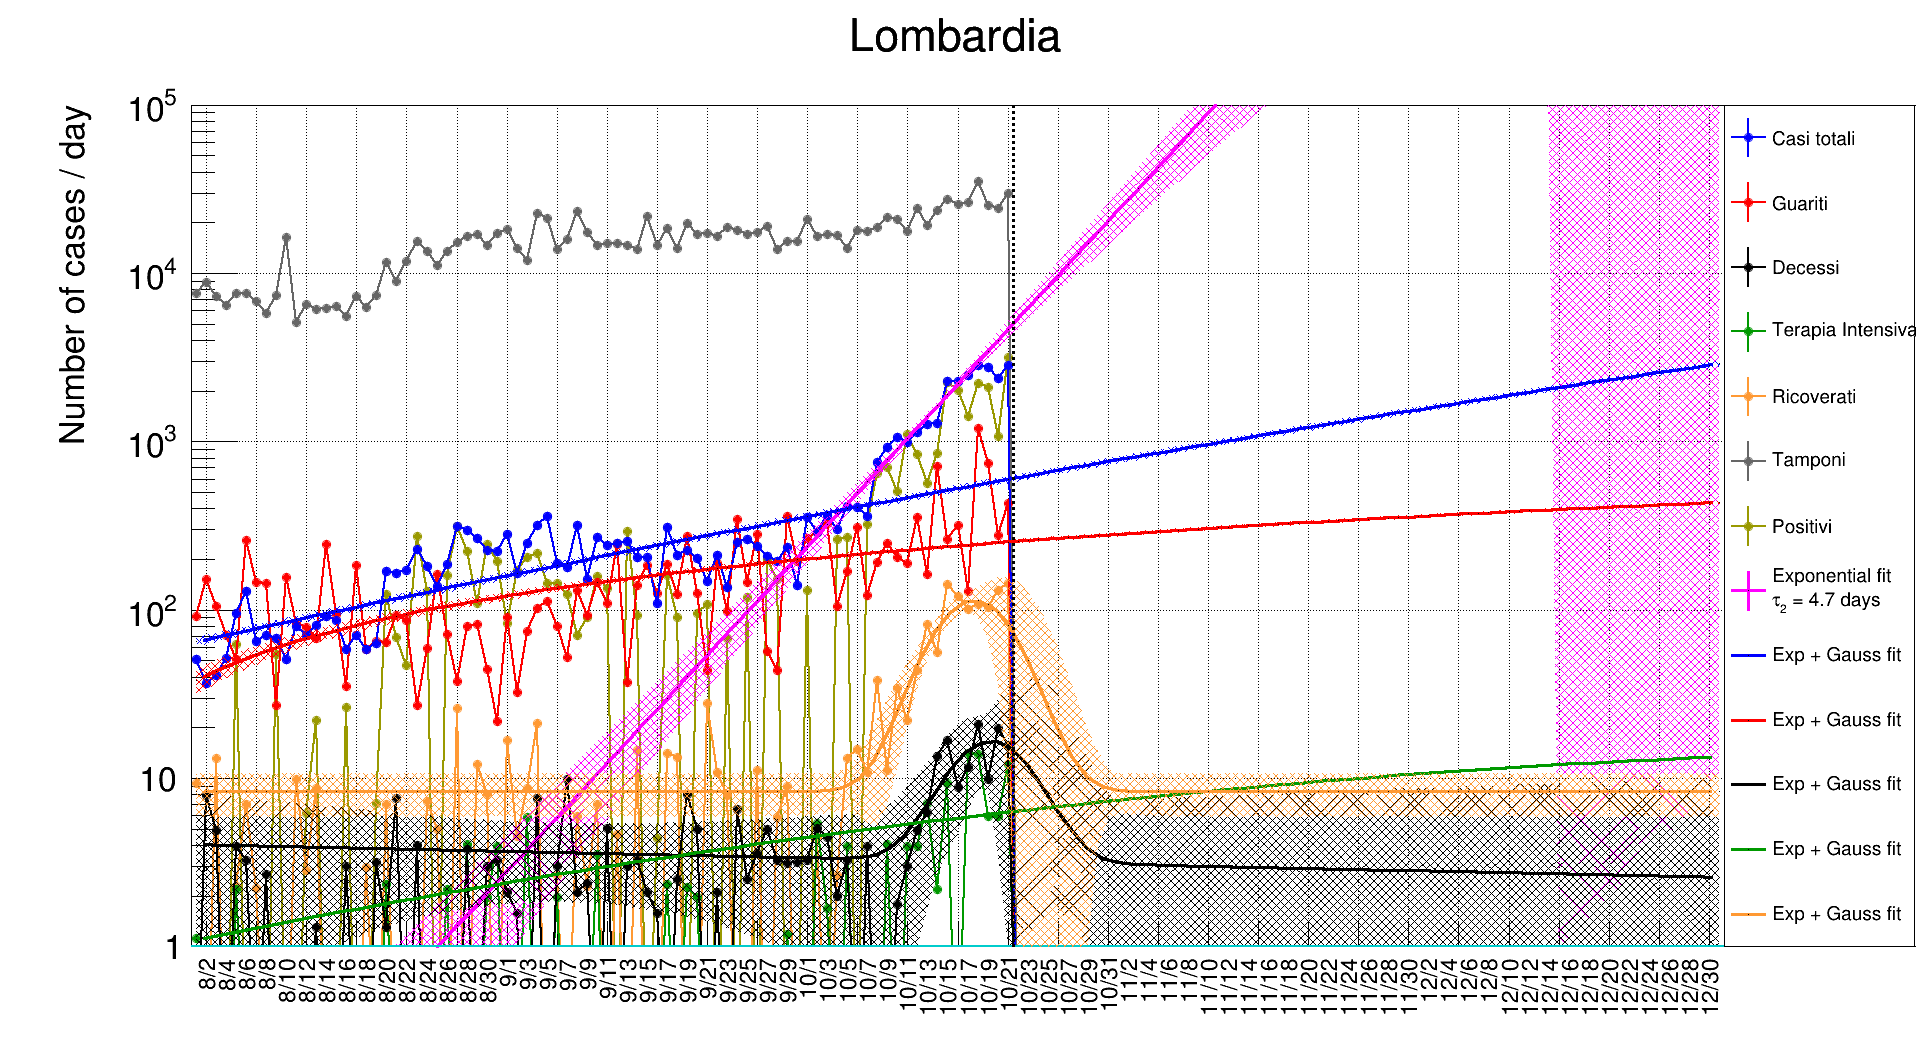 Lombardia
Number of cases / day
10^5
10^4
10^3
10^2
10
1
8/2 8/4 8/6 8/8 8/10 8/12 8/14 8/16 8/18 8/20 8/22 8/24 8/26 8/28 8/30 9/1 9/3 9/5 9/7 9/9 9/11 9/13 9/15 9/17 9/19 9/21 9/23 9/25 9/27 9/29 10/1 10/3 10/5 10/7 10/9 10/11 10/13 10/15 10/17 10/19 10/21 10/23 10/25 10/27 10/29 10/31 11/2 11/4 11/6 11/8 11/10 11/12 11/14 11/16 11/18 11/20 11/22 11/24 11/26 11/28 11/30 12/2 12/4 12/6 12/8 12/10 12/12 12/14 12/16 12/18 12/20 12/22 12/24 12/26 12/28 12/30
Casi totali
Guariti
Decessi
Terapia Intensiva
Ricoverati
Tamponi
Positivi
Exponential fit
τ₂ = 4.7 days
Exp + Gauss fit
Exp + Gauss fit
Exp + Gauss fit
Exp + Gauss fit
Exp + Gauss fit